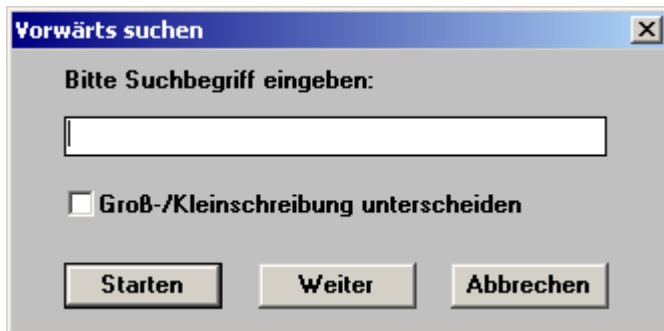 Vorwärts suchen
Bitte Suchbegriff eingeben:
Groß-/Kleinschreibung unterscheiden
Starten Weiter Abbrechen